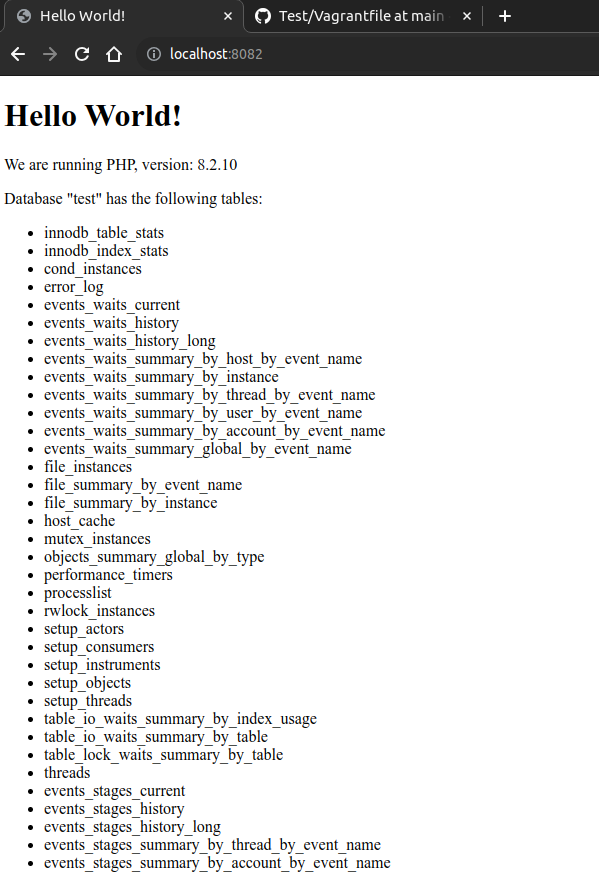 Hello World!
Test/Vagrantfile at main
localhost:8082
Hello World!
We are running PHP, version: 8.2.10
Database "test" has the following tables:
innodb_table_stats
innodb_index_stats
cond_instances
error_log
events_waits_current
events_waits_history
events_waits_history_long
events_waits_summary_by_host_by_event_name
events_waits_summary_by_instance
events_waits_summary_by_thread_by_event_name
events_waits_summary_by_user_by_event_name
events_waits_summary_by_account_by_event_name
events_waits_summary_global_by_event_name
file_instances
file_summary_by_event_name
file_summary_by_instance
host_cache
mutex_instances
objects_summary_global_by_type
performance_timers
processlist
rwlock_instances
setup_actors
setup_consumers
setup_instruments
setup_objects
setup_threads
table_io_waits_summary_by_index_usage
table_io_waits_summary_by_table
table_lock_waits_summary_by_table
threads
events_stages_current
events_stages_history
events_stages_history_long
events_stages_summary_by_thread_by_event_name
events_stages_summary_by_account_by_event_name